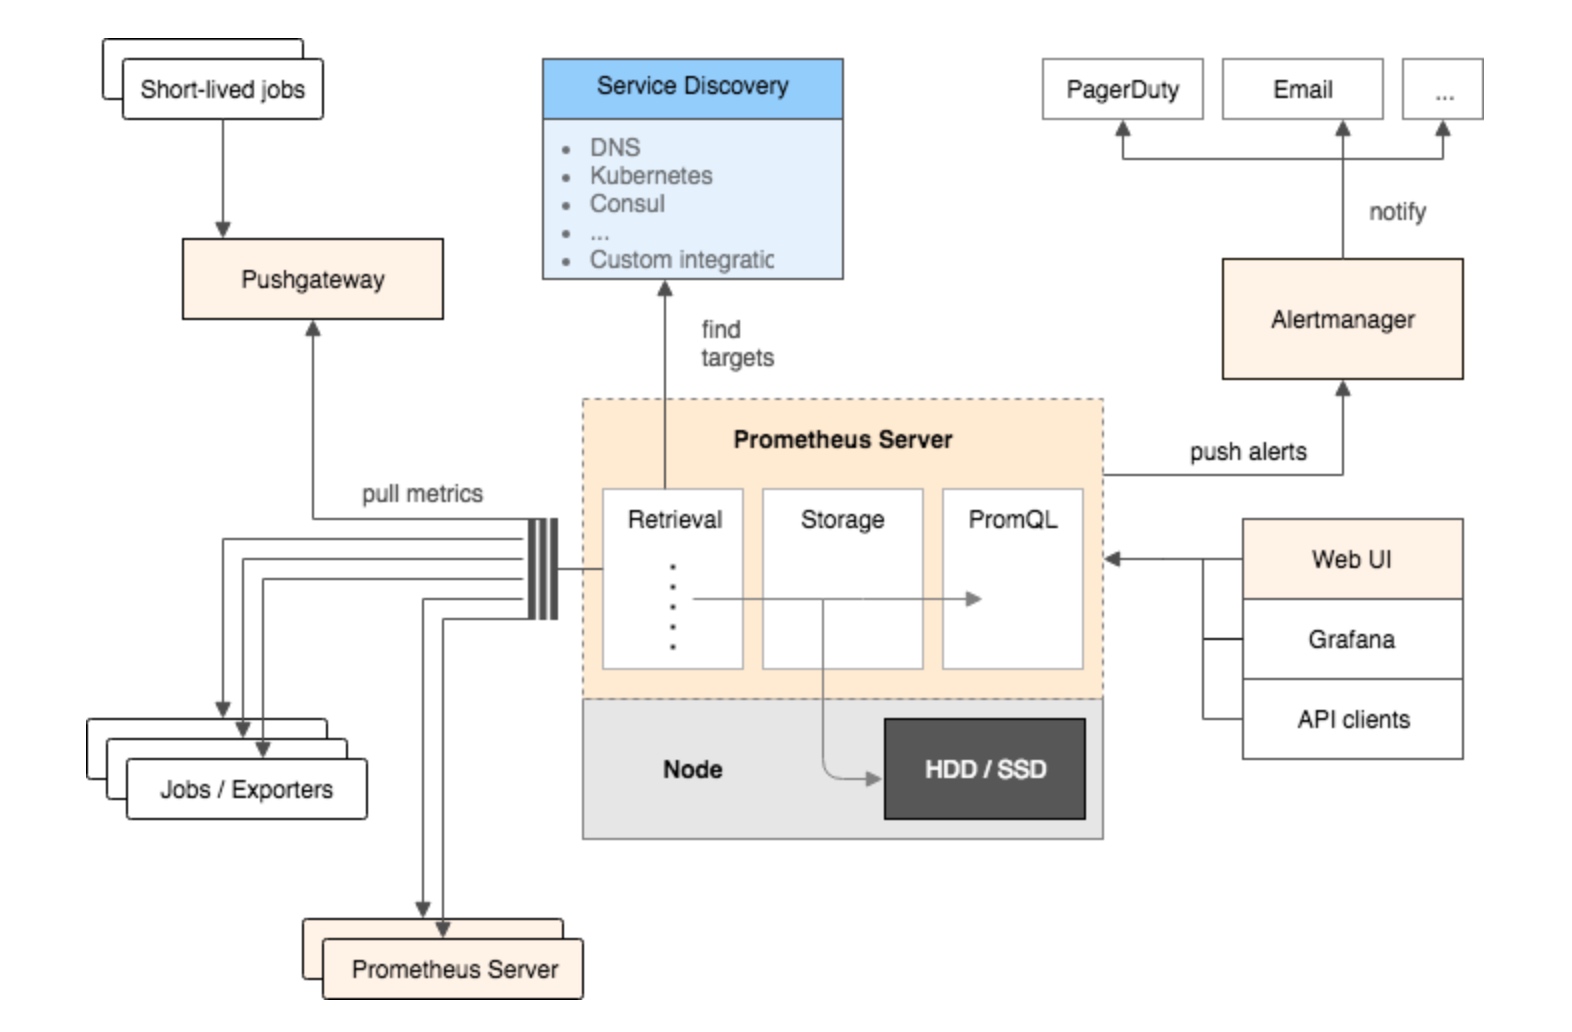 Short-lived jobs
Pushgateway
Service Discovery
• DNS
• Kubernetes
• Consul
• ...
• Custom integratic
find
targets
PagerDuty
Email
...
notify
Alertmanager
push alerts
pull metrics
Prometheus Server
Retrieval
Storage
PromQL
Node
HDD / SSD
Web UI
Grafana
API clients
Jobs / Exporters
Prometheus Server